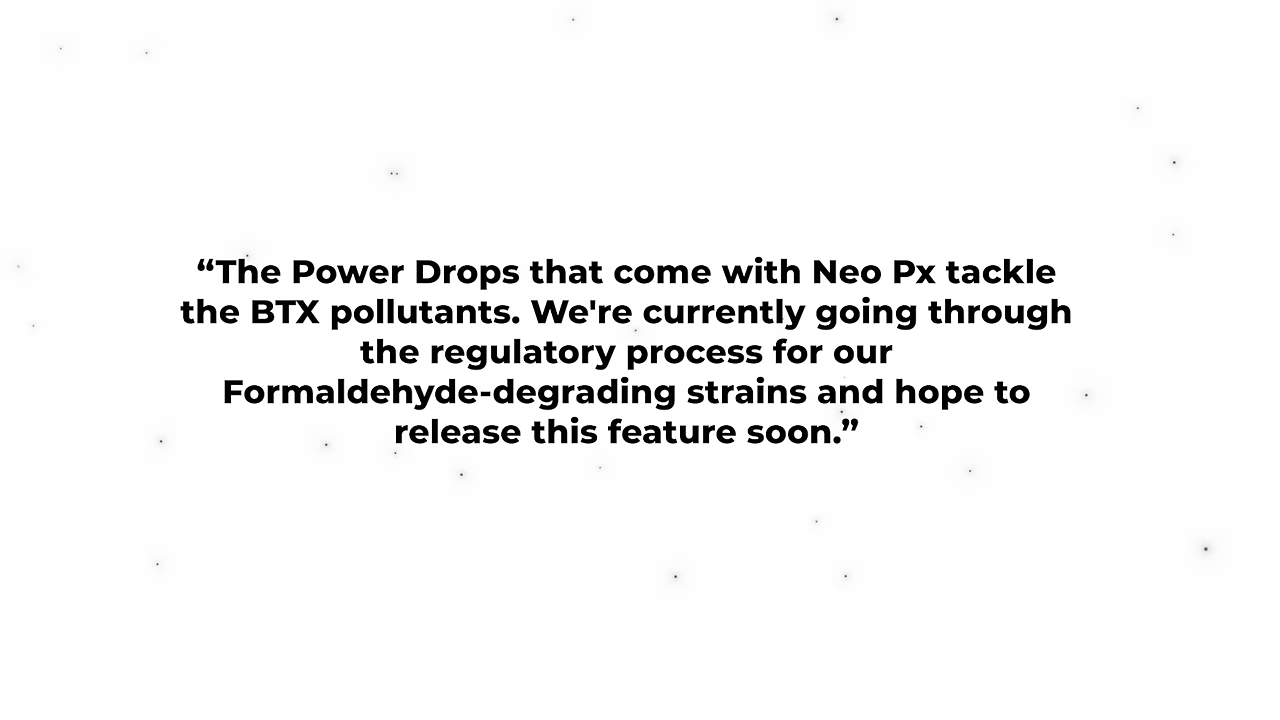 “The Power Drops that come with Neo Px tackle
the BTX pollutants. We're currently going through
the regulatory process for our
Formaldehyde-degrading strains and hope to
release this feature soon.”